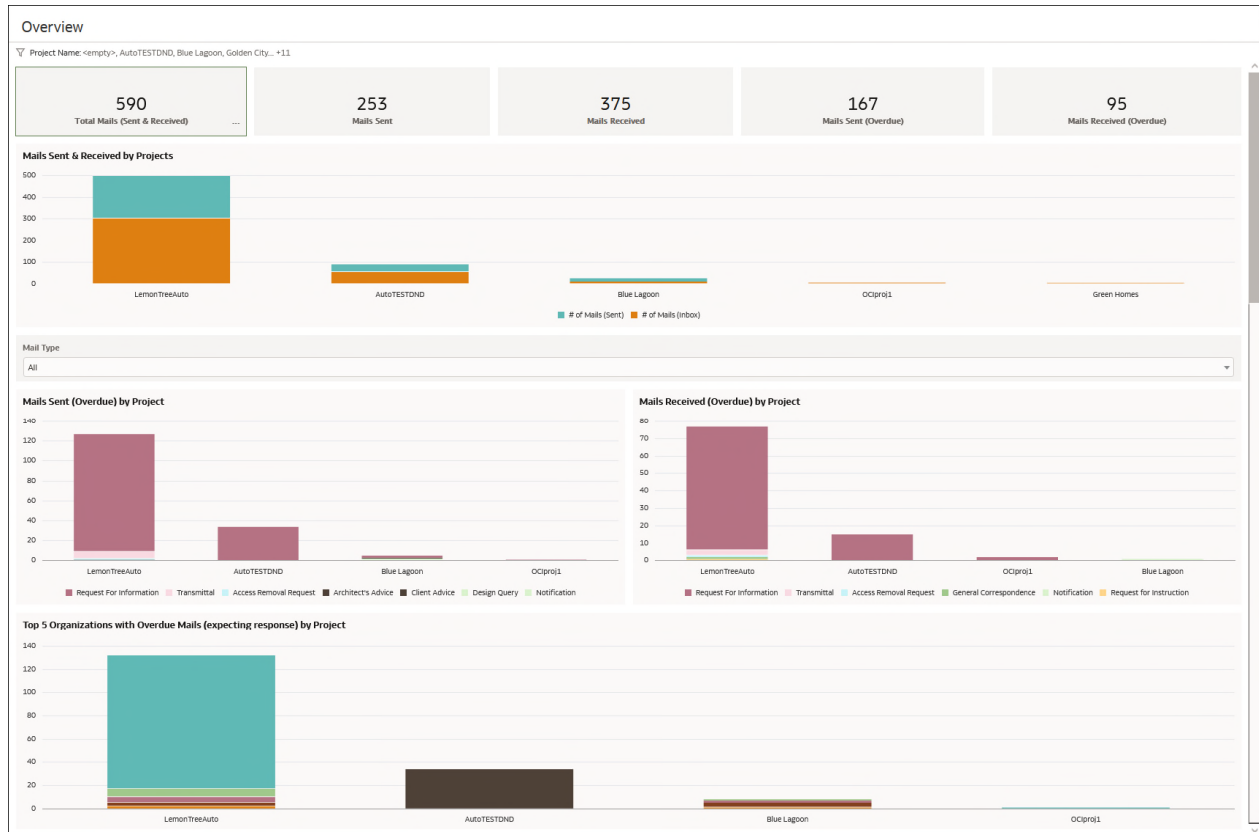 Overview
Project Name: <empty>, AutoTESTDND, Blue Lagoon, Golden City... +11
590
Total Mails (Sent & Received)
...
253
Mails Sent
375
Mails Received
167
Mails Sent (Overdue)
95
Mails Received (Overdue)
Mails Sent & Received by Projects
500
400
300
200
100
0
LemonTreeAuto AutoTESTDND Blue Lagoon OCIproj1 Green Homes
# of Mails (Sent) # of Mails (Inbox)
Mail Type
All
Mails Sent (Overdue) by Project
140
120
100
80
60
40
20
0
LemonTreeAuto AutoTESTDND Blue Lagoon OCIproj1
Request For Information Transmittal Access Removal Request Architect's Advice Client Advice Design Query Notification
Mails Received (Overdue) by Project
80
70
60
50
40
30
20
10
0
LemonTreeAuto AutoTESTDND OCIproj1 Blue Lagoon
Request For Information Transmittal Access Removal Request General Correspondence Notification Request for Instruction
Top 5 Organizations with Overdue Mails (expecting response) by Project
140
120
100
80
60
40
20
0
LemonTreeAuto AutoTESTDND Blue Lagoon OCIproj1